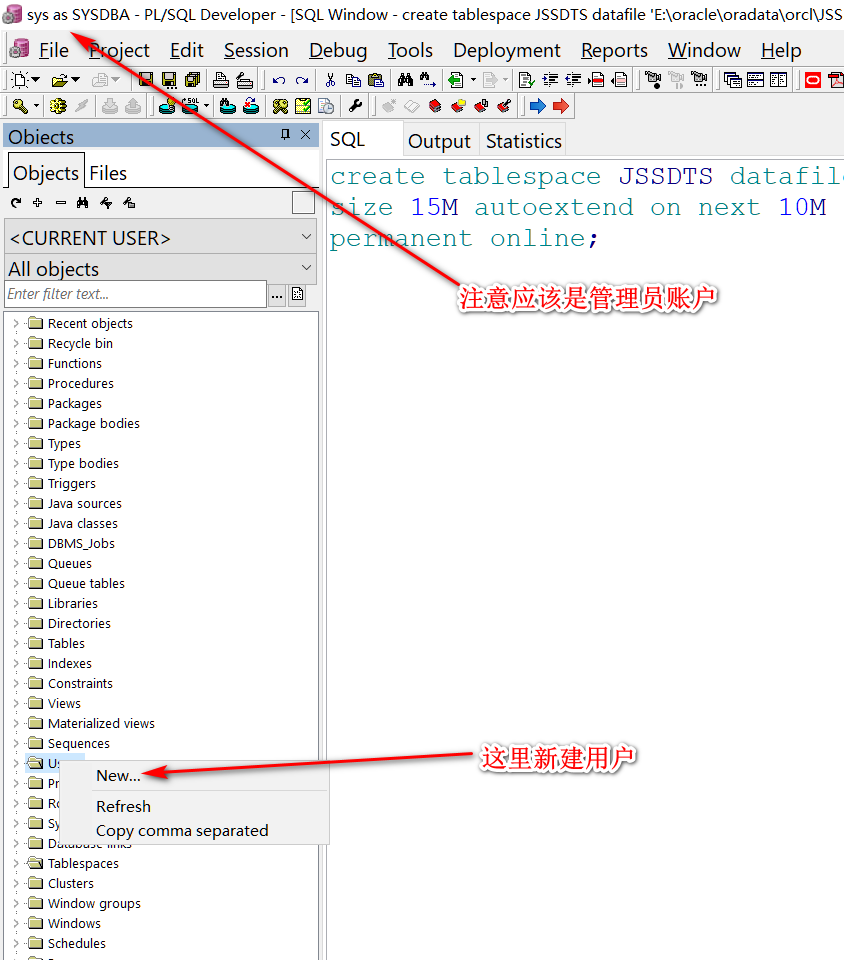 sys as SYSDBA - PL/SQL Developer - [SQL Window - create tablespace JSSDTS datafile 'E:\oracle\oradata\orcl\JSS
File Project Edit Session Debug Tools Deployment Reports Window Help
Objects
SQL Output Statistics
Objects Files
create tablespace JSSDTS datafile
size 15M autoextend on next 10M
permanent online;
<CURRENT USER>
All objects
Enter filter text...
注意应该是管理员账户
Recent objects
Recycle bin
Functions
Procedures
Packages
Package bodies
Types
Type bodies
Triggers
Java sources
Java classes
DBMS_Jobs
Queues
Queue tables
Libraries
Directories
Tables
Indexes
Constraints
Views
Materialized views
Sequences
这里新建用户
New...
Refresh
Copy comma separated
Database links
Tablespaces
Clusters
Window groups
Windows
Schedules